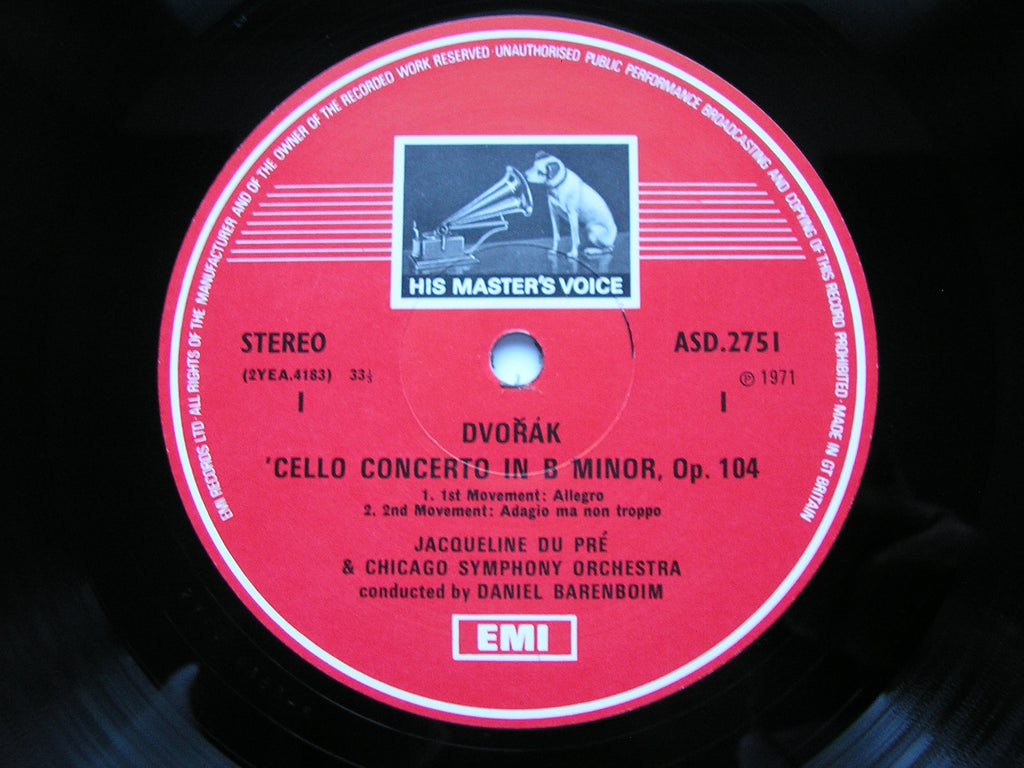 EMI RECORDS LTD·ALL RIGHTS OF THE MANUFACTURER AND OF THE OWNER OF THE RECORDED WORK RESERVED·UNAUTHORISED PUBLIC PERFORMANCE BROADCASTING AND COPYING OF THIS RECORD PROHIBITED·MADE IN GT BRITAIN
HIS MASTER'S VOICE
STEREO
ASD.2751
(2YEA.4183) 33⅓
℗ 1971
1
1
DVOŘÁK
'CELLO CONCERTO IN B MINOR, Op. 104
1. 1st Movement: Allegro
2. 2nd Movement: Adagio ma non troppo
JACQUELINE DU PRÉ
& CHICAGO SYMPHONY ORCHESTRA
conducted by DANIEL BARENBOIM
EMI